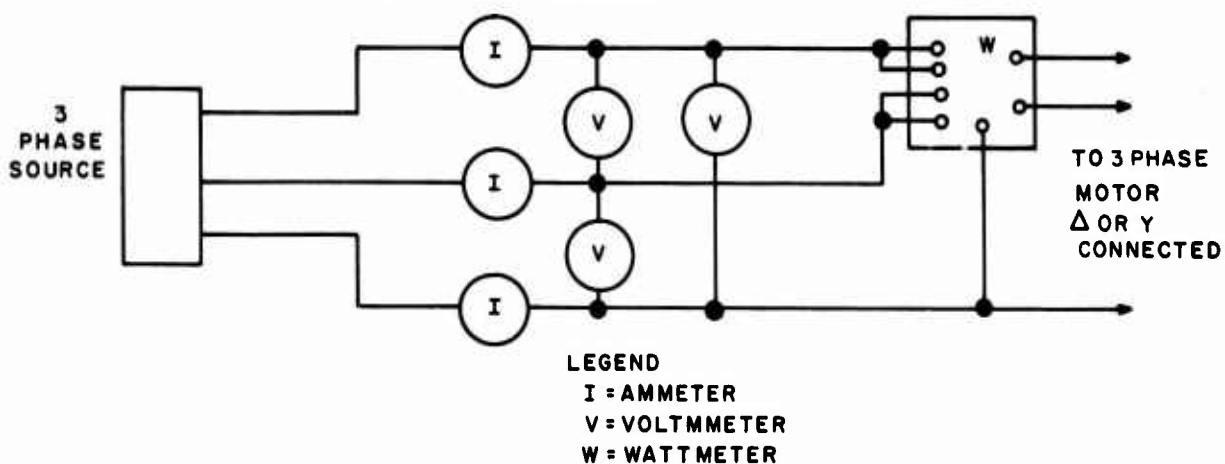 I
W
3
PHASE
SOURCE
V
V
I
V
I
TO 3 PHASE
MOTOR
Δ OR Y
CONNECTED
LEGEND
I = AMMETER
V = VOLTMMETER
W = WATTMETER